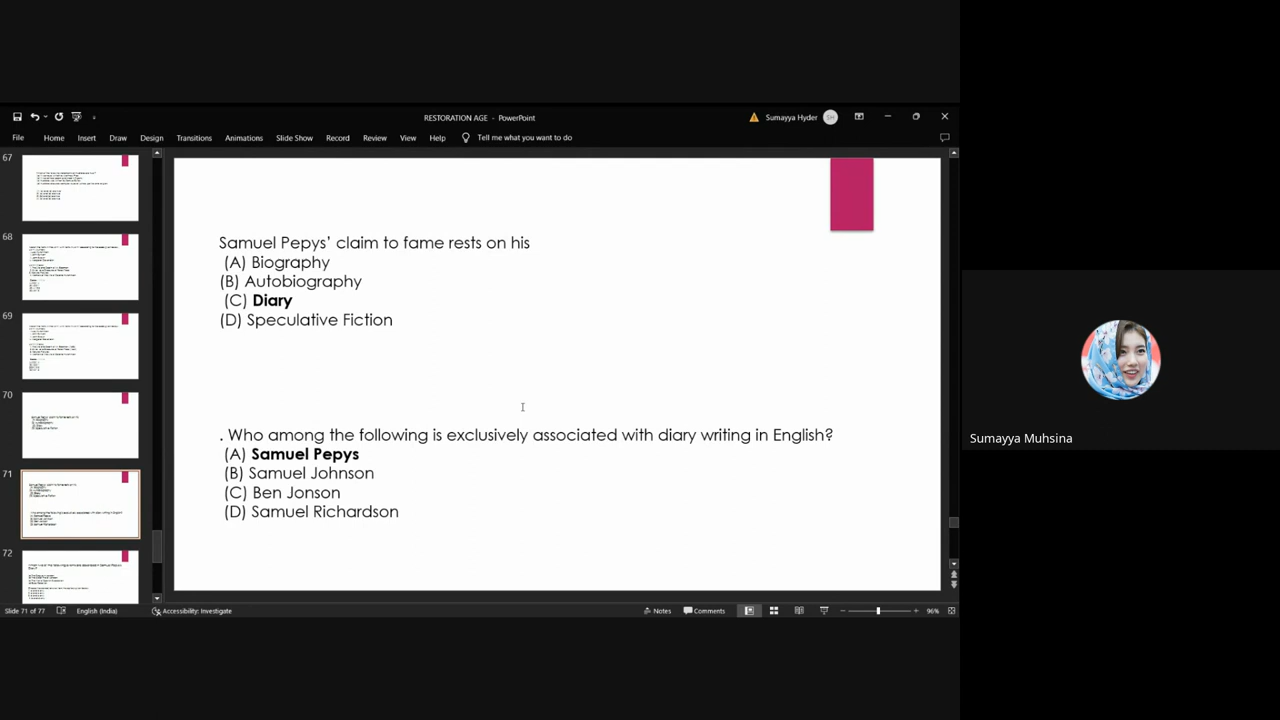 RESTORATION AGE - PowerPoint
Sumayya Hyder
SH
File Home Insert Draw Design Transitions Animations Slide Show Record Review View Help Tell me what you want to do
67
68
69
70
71
72
Samuel Pepys’ claim to fame rests on his
(A) Biography
(B) Autobiography
(C) Diary
(D) Speculative Fiction
. Who among the following is exclusively associated with diary writing in English?
(A) Samuel Pepys
(B) Samuel Johnson
(C) Ben Jonson
(D) Samuel Richardson
Sumayya Muhsina
Slide 71 of 77 English (India) Accessibility: Investigate Notes Comments 96%